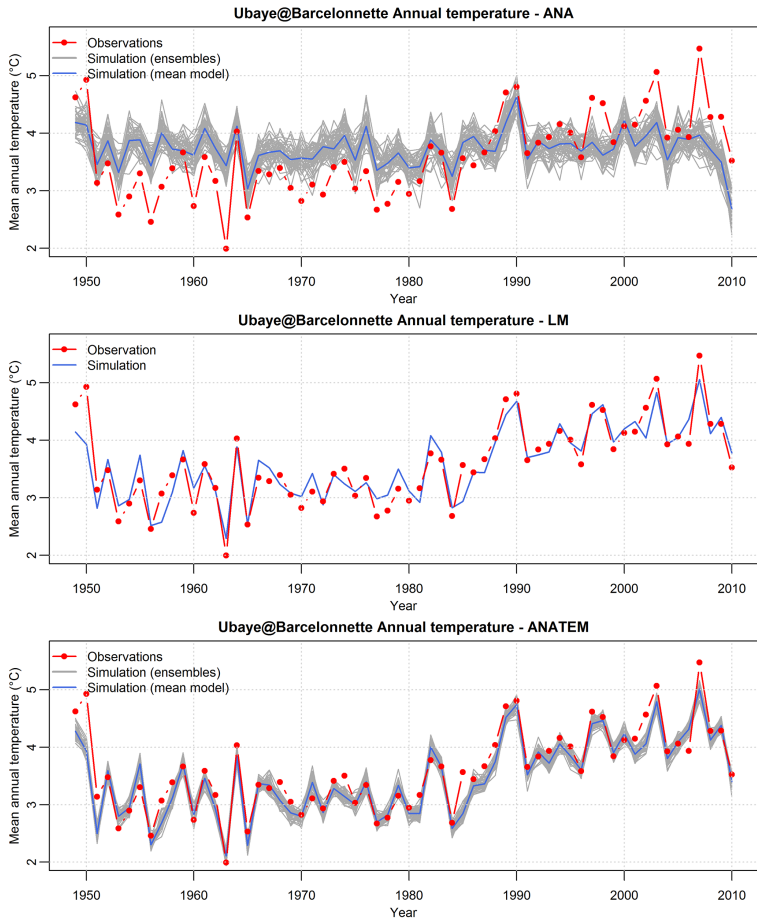 Ubaye@Barcelonnette Annual temperature - ANA
Observations
Simulation (ensembles)
Simulation (mean model)
Mean annual temperature (°C)
5
4
3
2
1950 1960 1970 1980 1990 2000 2010
Year
Ubaye@Barcelonnette Annual temperature - LM
Observation
Simulation
Mean annual temperature (°C)
5
4
3
2
1950 1960 1970 1980 1990 2000 2010
Year
Ubaye@Barcelonnette Annual temperature - ANATEM
Observations
Simulation (ensembles)
Simulation (mean model)
Mean annual temperature (°C)
5
4
3
2
1950 1960 1970 1980 1990 2000 2010
Year